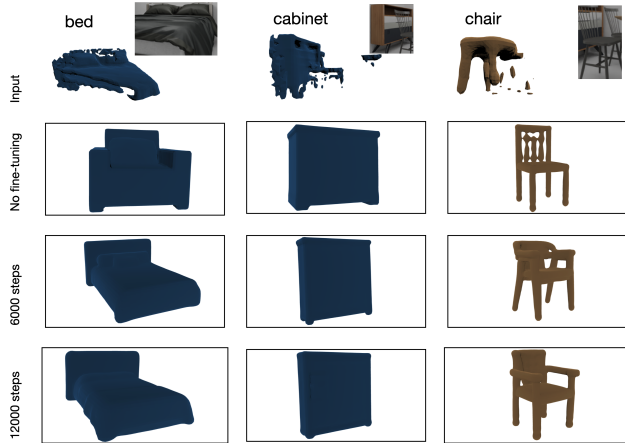 bed
cabinet
chair
Input
No fine-tuning
6000 steps
12000 steps